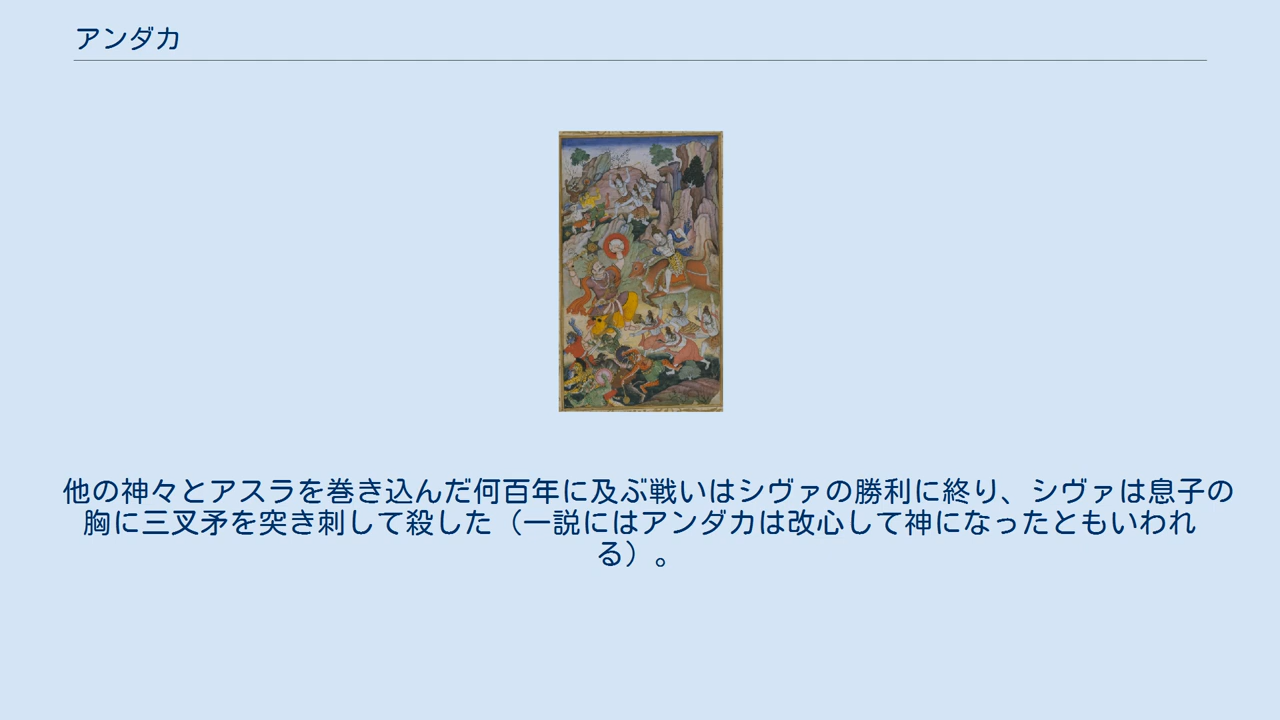 アンダカ
他の神々とアスラを巻き込んだ何百年に及ぶ戦いはシヴァの勝利に終り、シヴァは息子の
胸に三叉矛を突き刺して殺した（一説にはアンダカは改心して神になったともいわれ
る）。